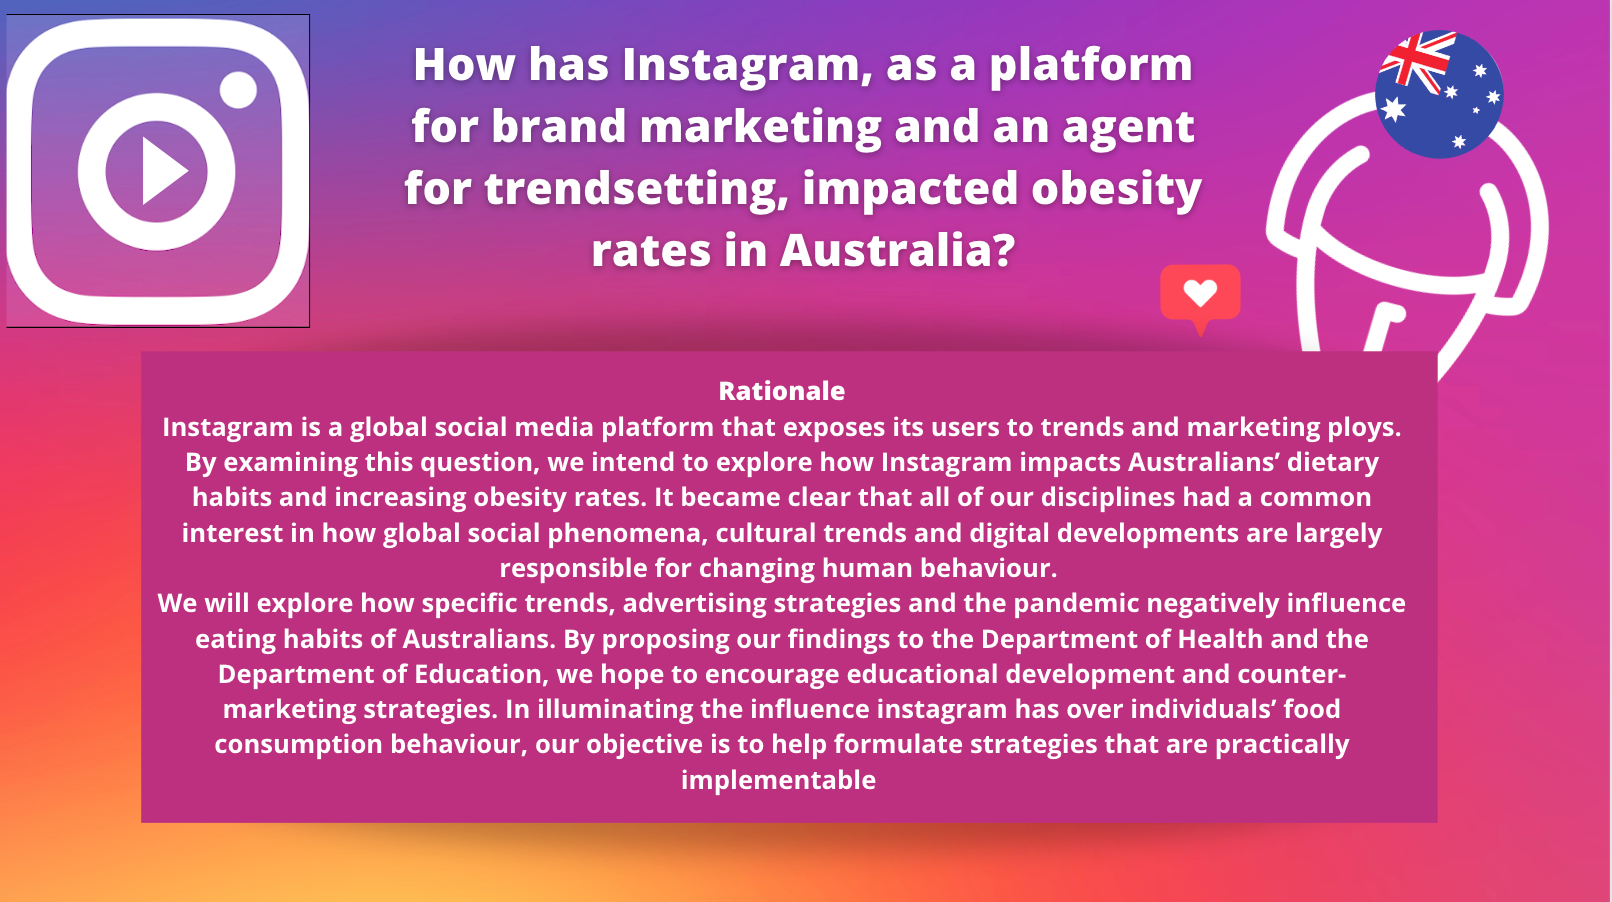 How has Instagram, as a platform
for brand marketing and an agent
for trendsetting, impacted obesity
rates in Australia?
Rationale
Instagram is a global social media platform that exposes its users to trends and marketing ploys.
By examining this question, we intend to explore how Instagram impacts Australians’ dietary
habits and increasing obesity rates. It became clear that all of our disciplines had a common
interest in how global social phenomena, cultural trends and digital developments are largely
responsible for changing human behaviour.
We will explore how specific trends, advertising strategies and the pandemic negatively influence
eating habits of Australians. By proposing our findings to the Department of Health and the
Department of Education, we hope to encourage educational development and counter-
marketing strategies. In illuminating the influence instagram has over individuals’ food
consumption behaviour, our objective is to help formulate strategies that are practically
implementable